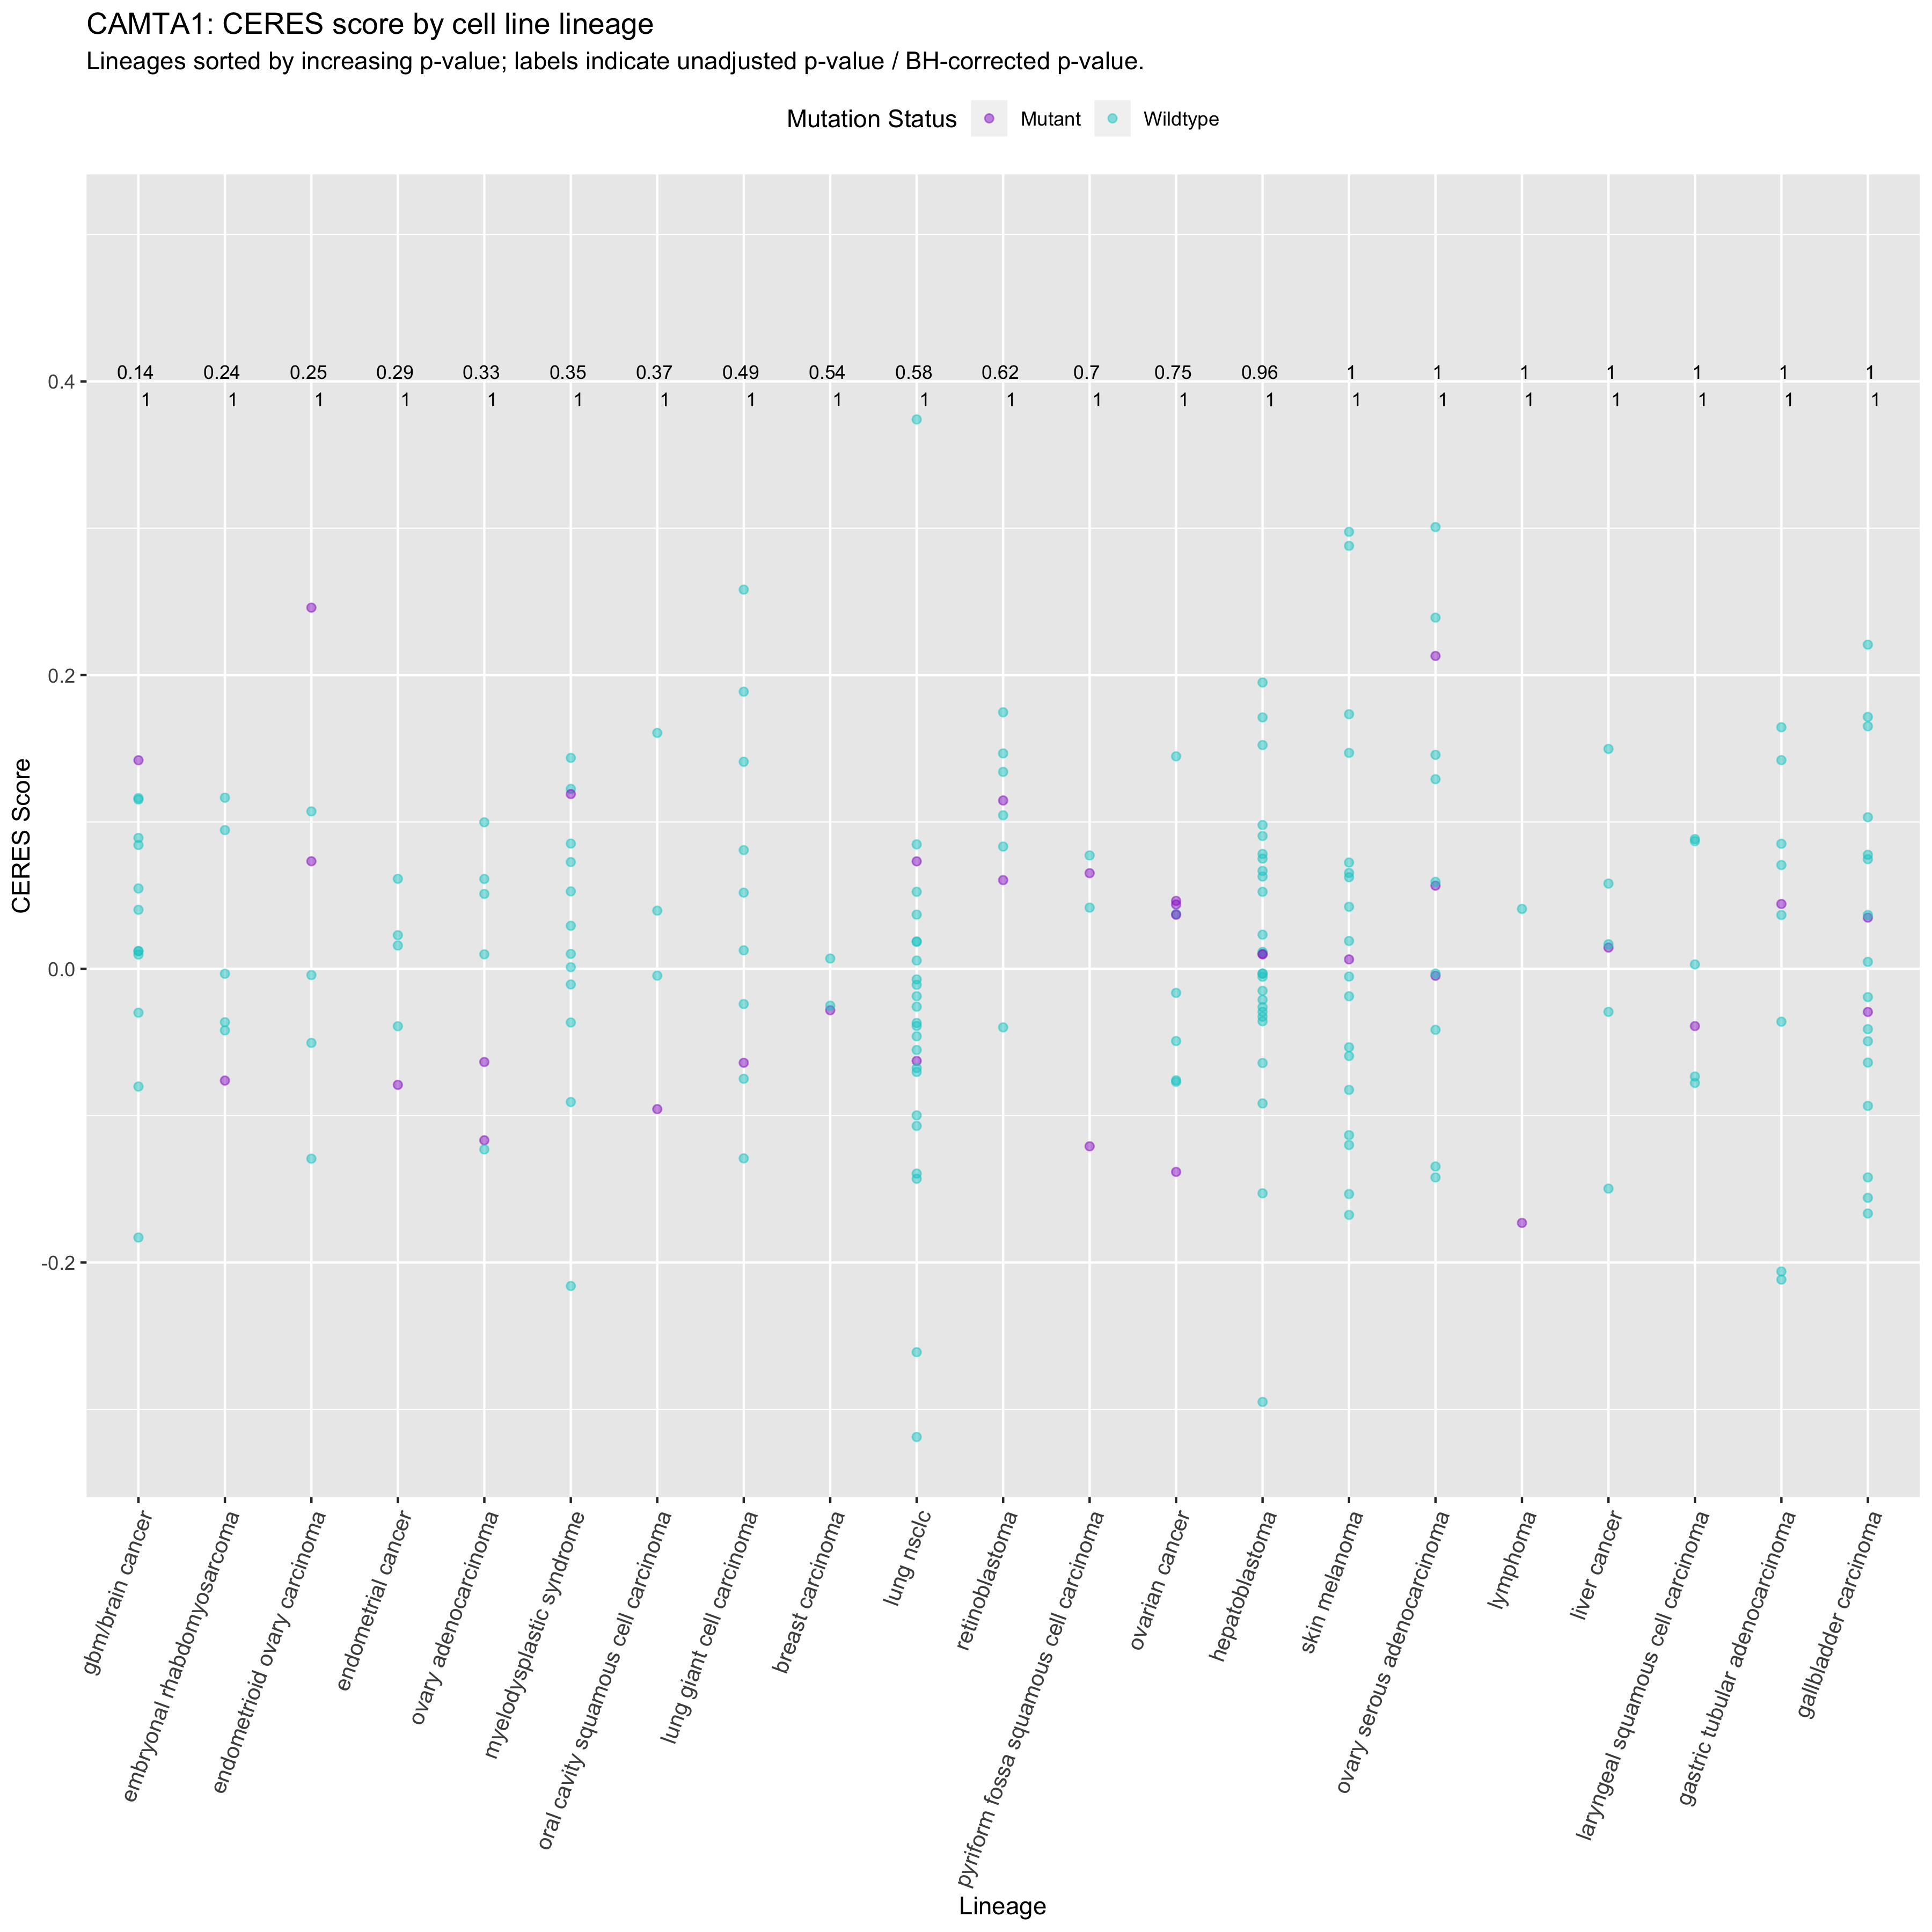 CAMTA1: CERES score by cell line lineage
Lineages sorted by increasing p-value; labels indicate unadjusted p-value / BH-corrected p-value.
Mutation Status Mutant Wildtype
0.14 0.24 0.25 0.29 0.33 0.35 0.37 0.49 0.54 0.58 0.62 0.7 0.75 0.96 1 1 1 1 1 1 1
1 1 1 1 1 1 1 1 1 1 1 1 1 1 1 1 1 1 1 1 1
0.4
0.2
0.0
-0.2
CERES Score
gbm/brain cancer
embryonal rhabdomyosarcoma
endometrioid ovary carcinoma
endometrial cancer
ovary adenocarcinoma
myelodysplastic syndrome
oral cavity squamous cell carcinoma
lung giant cell carcinoma
breast carcinoma
lung nsclc
retinoblastoma
pyriform fossa squamous cell carcinoma
ovarian cancer
hepatoblastoma
skin melanoma
ovary serous adenocarcinoma
lymphoma
liver cancer
laryngeal squamous cell carcinoma
gastric tubular adenocarcinoma
gallbladder carcinoma
Lineage